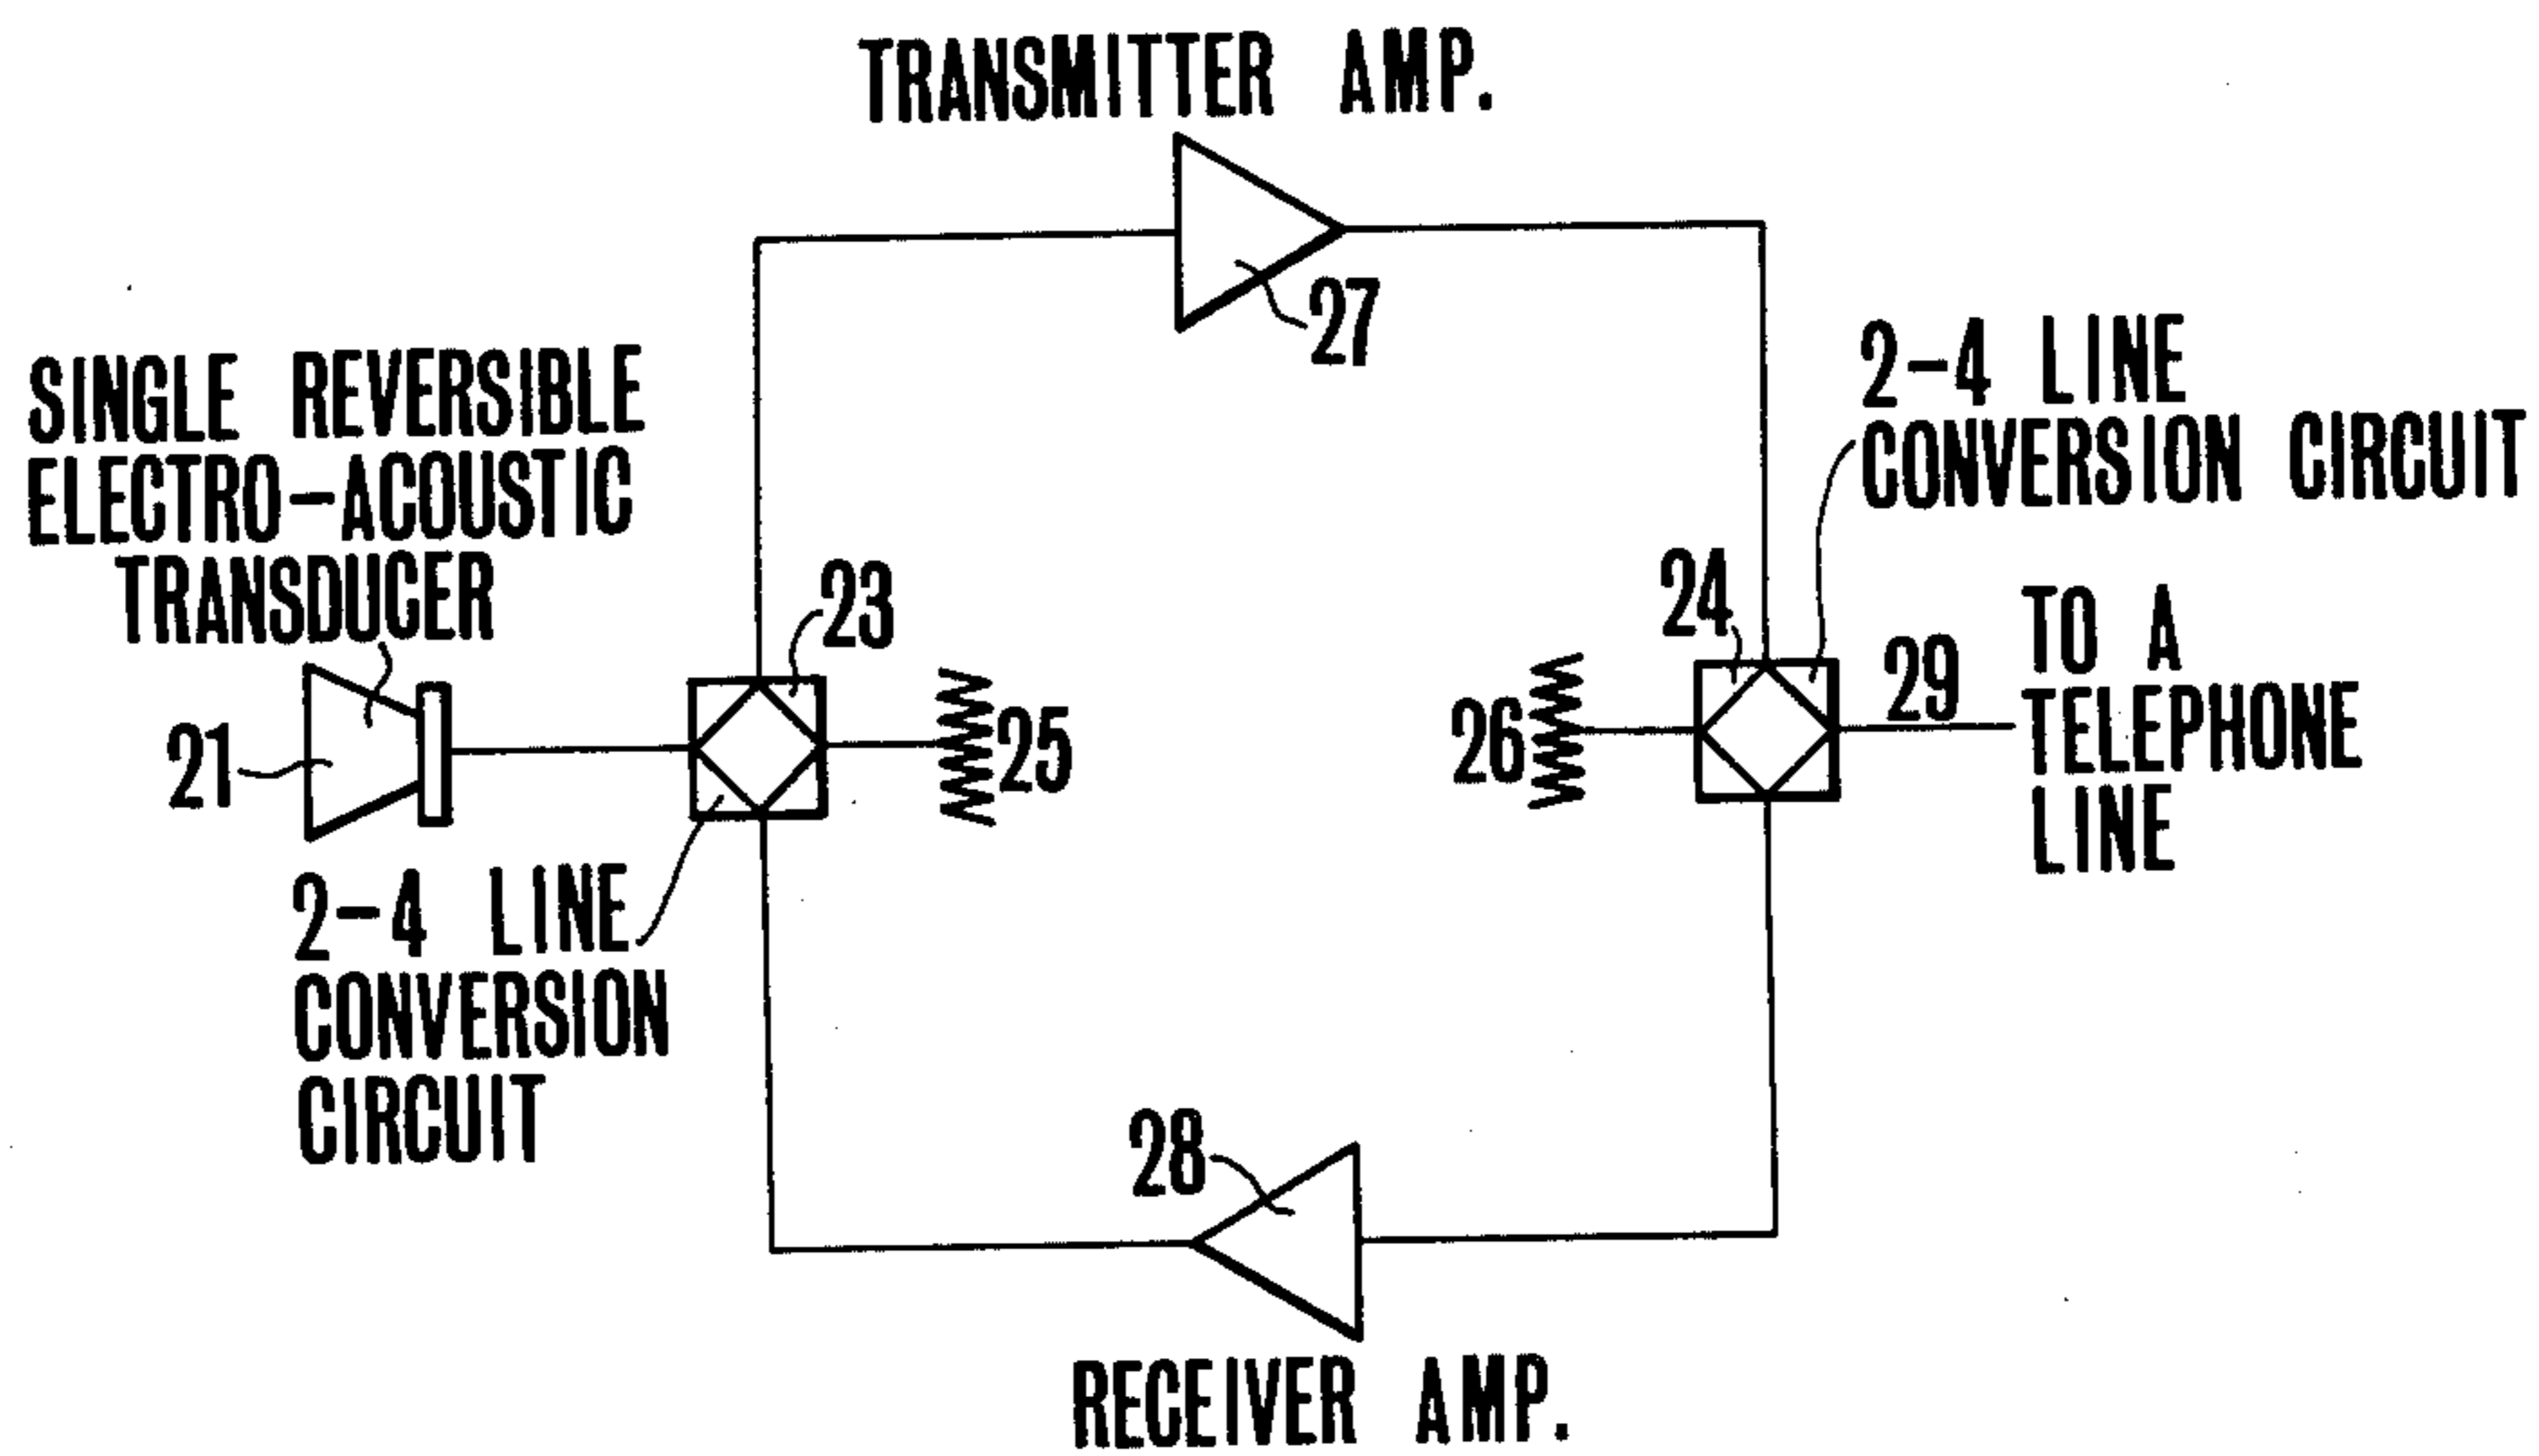 TRANSMITTER AMP.
27
SINGLE REVERSIBLE
ELECTRO-ACOUSTIC
TRANSDUCER
21
23
25
2-4 LINE
CONVERSION
CIRCUIT
2-4 LINE
CONVERSION CIRCUIT
24
26
29
TO A
TELEPHONE
LINE
28
RECEIVER AMP.